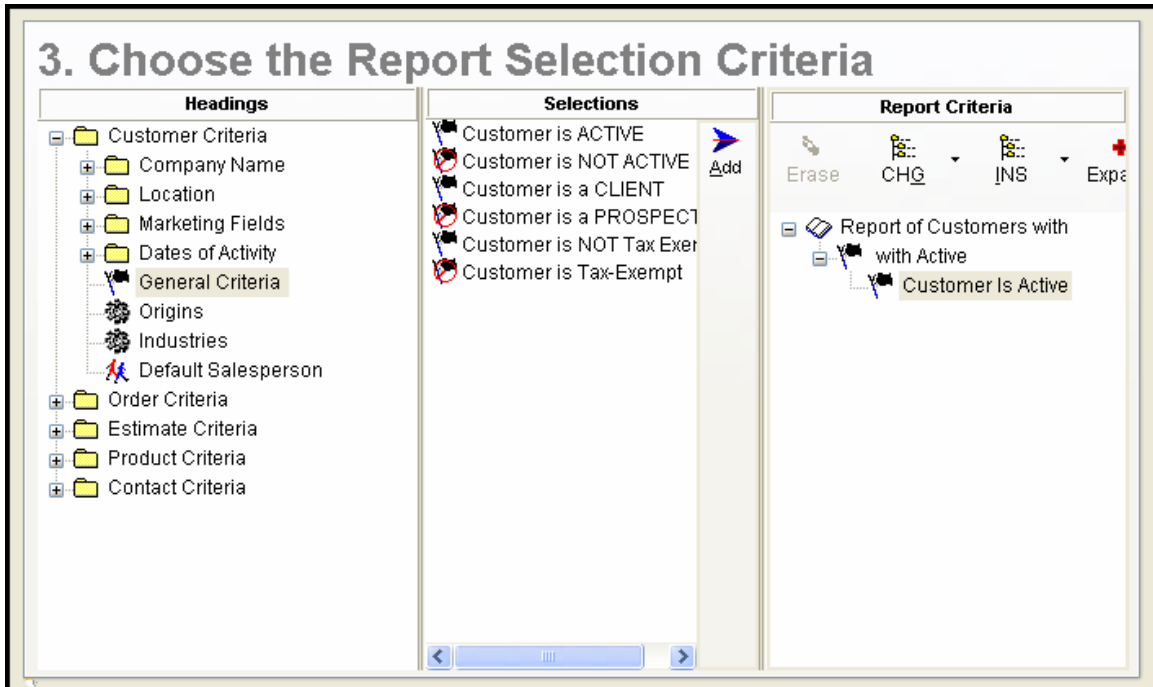 3. Choose the Report Selection Criteria
Headings
Customer Criteria
Company Name
Location
Marketing Fields
Dates of Activity
General Criteria
Origins
Industries
Default Salesperson
Order Criteria
Estimate Criteria
Product Criteria
Contact Criteria
Selections
Customer is ACTIVE
Customer is NOT ACTIVE
Customer is a CLIENT
Customer is a PROSPECT
Customer is NOT Tax Exer
Customer is Tax-Exempt
Add
Report Criteria
Erase CHG INS Expa
Report of Customers with
with Active
Customer Is Active